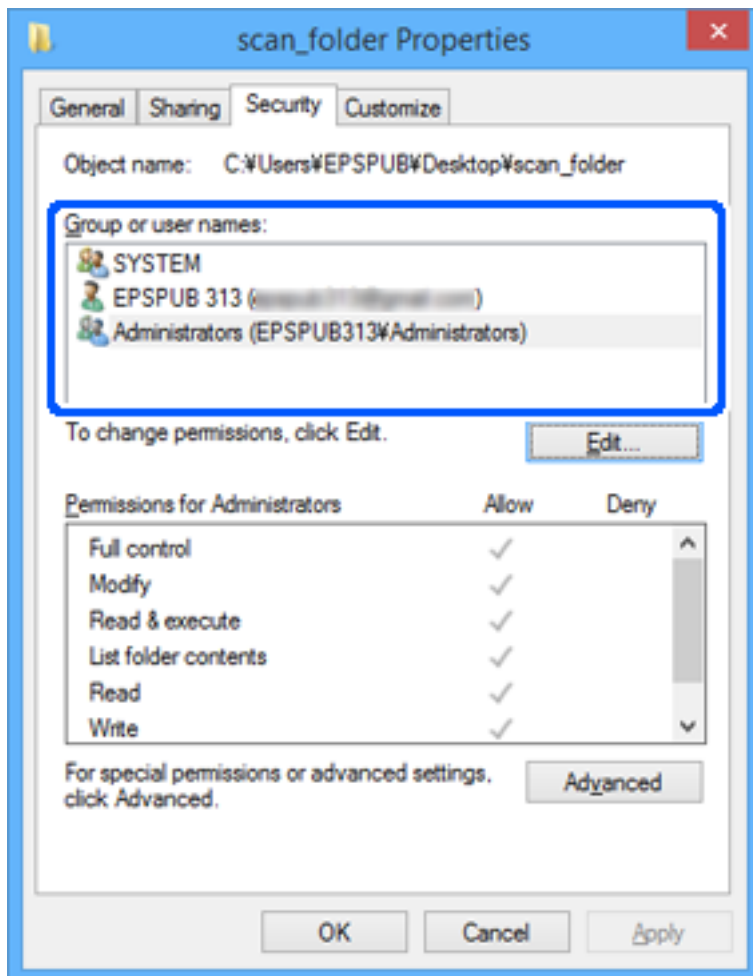 scan_folder Properties
General Sharing Security Customize
Object name: C:¥Users¥EPSPUB¥Desktop¥scan_folder
Group or user names:
SYSTEM
EPSPUB 313 ( )
Administrators (EPSPUB313¥Administrators)
To change permissions, click Edit.
Edit...
Permissions for Administrators Allow Deny
Full control
Modify
Read & execute
List folder contents
Read
Write
For special permissions or advanced settings,
click Advanced.
Advanced
OK Cancel Apply